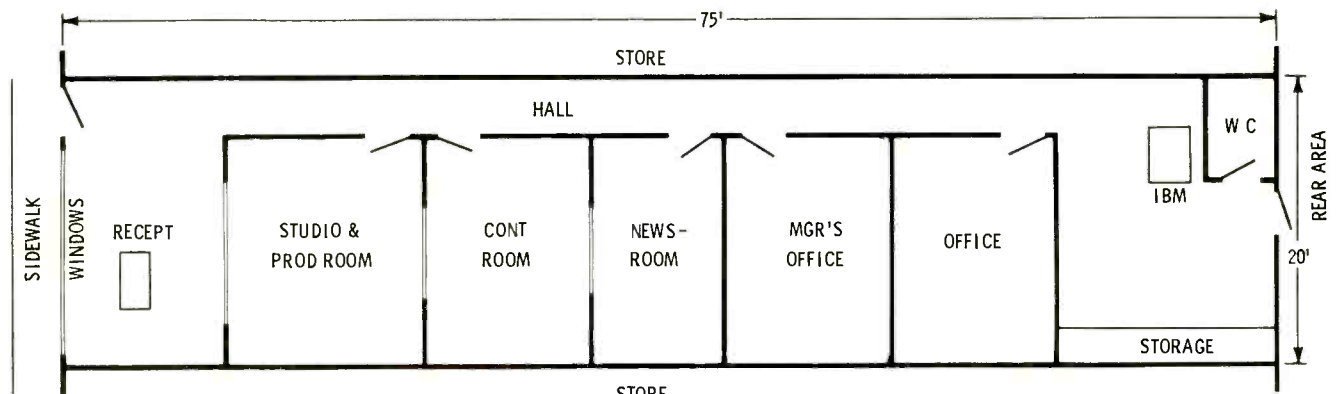 75'
STORE
HALL
W C
SIDEWALK
WINDOWS
RECEPT
STUDIO &
PROD ROOM
CONT
ROOM
NEWS-
ROOM
MGR'S
OFFICE
OFFICE
IBM
REAR AREA
20'
STORAGE
STORE